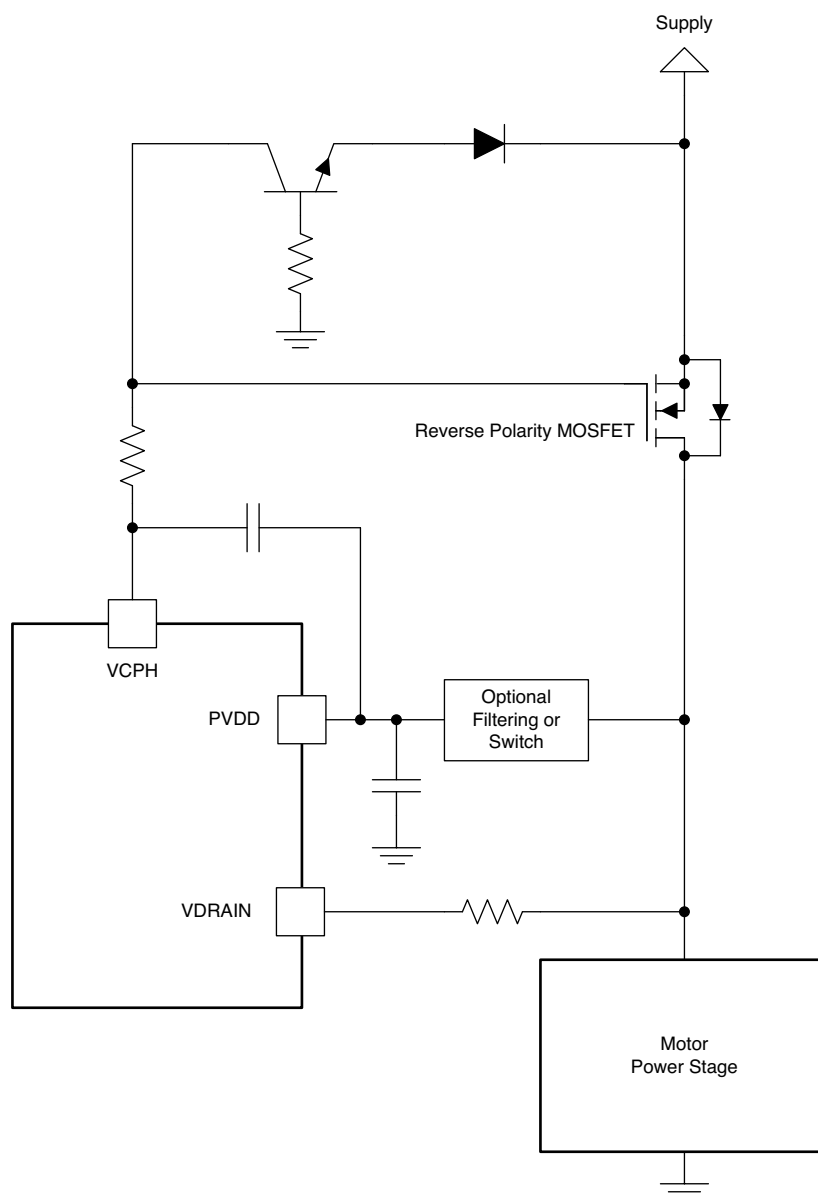 Supply
Reverse Polarity MOSFET
VCPH
PVDD
Optional
Filtering or
Switch
VDRAIN
Motor
Power Stage